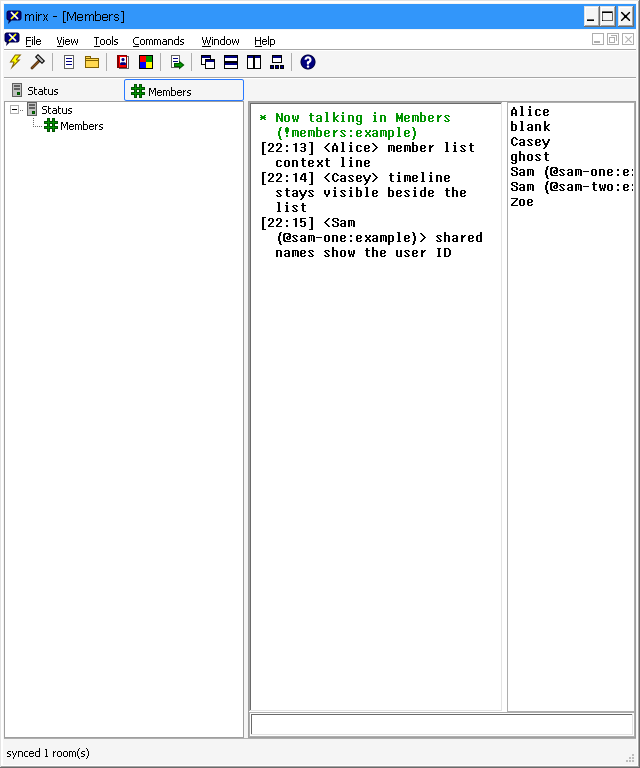 mirx - [Members]
File View Tools Commands Window Help
Status
Members
Status
Members
* Now talking in Members
(!members:example)
[22:13] <Alice> member list
context line
[22:14] <Casey> timeline
stays visible beside the
list
[22:15] <Sam
(@sam-one:example)> shared
names show the user ID
Alice
blank
Casey
ghost
Sam (@sam-one:e
Sam (@sam-two:e
Zoe
synced 1 room(s)